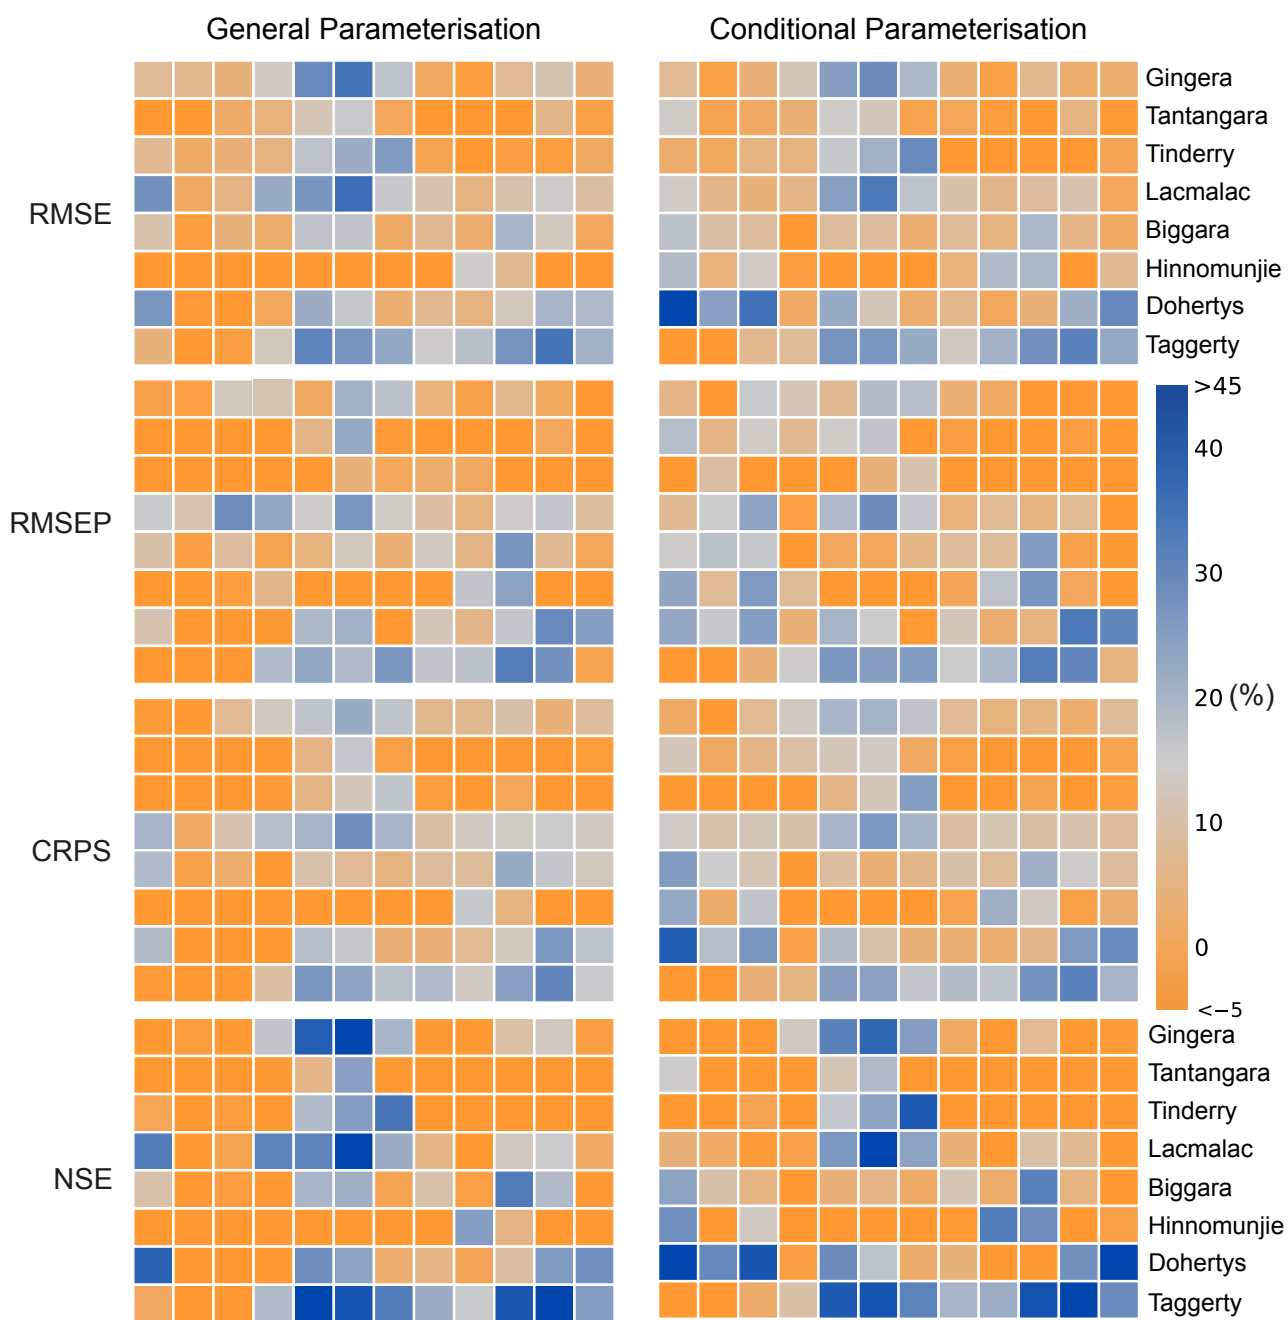 General Parameterisation
Conditional Parameterisation
RMSE
Gingera
Tantangara
Tinderry
Lacmalac
Biggara
Hinnomunjie
Dohertys
Taggerty
RMSEP
>45
40
30
20 (%)
10
0
<−5
CRPS
NSE
Gingera
Tantangara
Tinderry
Lacmalac
Biggara
Hinnomunjie
Dohertys
Taggerty